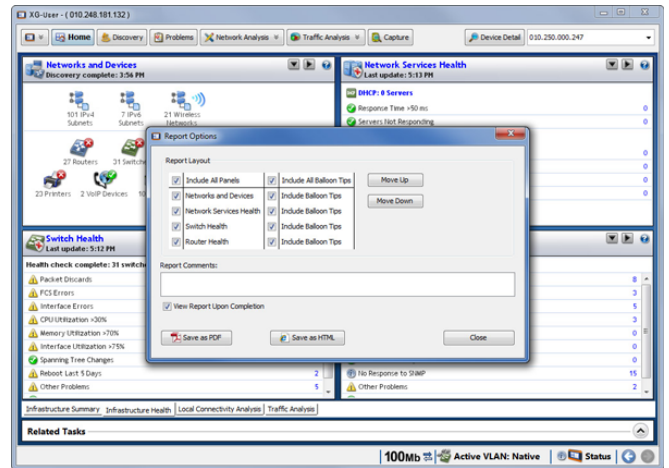 XG-User - ( 010.248.181.132 )
Home Discovery Problems Network Analysis Traffic Analysis Capture Device Detail 010.250.000.247
Networks and Devices
Discovery complete: 3:56 PM
101 IPv4 Subnets
7 IPv6 Subnets
21 Wireless Networks
27 Routers
31 Switche
23 Printers
2 VoIP Devices
10
Network Services Health
Last update: 5:13 PM
DHCP: 0 Servers
Response Time >50 ms 0
Servers Not Responding 0
0
0
0
0
Report Options
Report Layout
Include All Panels Include All Balloon Tips Move Up
Networks and Devices Include Balloon Tips Move Down
Network Services Health Include Balloon Tips
Switch Health Include Balloon Tips
Router Health Include Balloon Tips
Report Comments:
View Report Upon Completion
Save as PDF Save as HTML Close
Switch Health
Last update: 5:12 PM
Health check complete: 31 switche
Packet Discards
FCS Errors
Interface Errors
CPU Utilization >30%
Memory Utilization >70%
Interface Utilization >75%
Spanning Tree Changes
Reboot Last 5 Days 2
Other Problems 5
8
3
5
3
0
0
0
No Response to SNMP 15
Other Problems 2
Infrastructure Summary Infrastructure Health Local Connectivity Analysis Traffic Analysis
Related Tasks
100Mb Active VLAN: Native Status